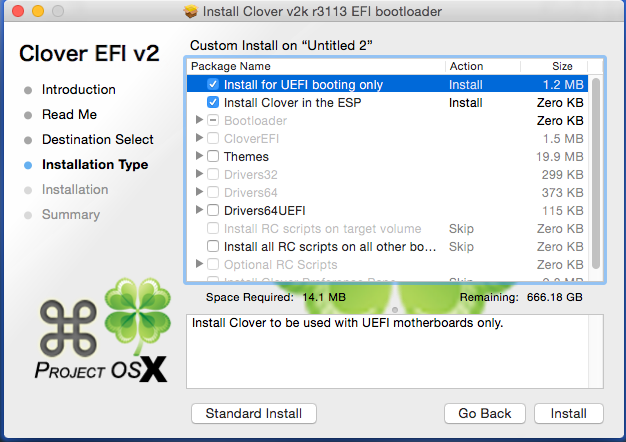 Install Clover v2k r3113 EFI bootloader
Clover EFI v2
Introduction
Read Me
Destination Select
Installation Type
Installation
Summary
PROJECT OSX
Custom Install on “Untitled 2”
Package Name Action Size
Install for UEFI booting only Install 1.2 MB
Install Clover in the ESP Install Zero KB
Bootloader Zero KB
CloverEFI 1.5 MB
Themes 19.9 MB
Drivers32 299 KB
Drivers64 373 KB
Drivers64UEFI 115 KB
Install RC scripts on target volume Skip Zero KB
Install all RC scripts on all other bo... Skip Zero KB
Optional RC Scripts Zero KB
Space Required: 14.1 MB Remaining: 666.18 GB
Install Clover to be used with UEFI motherboards only.
Standard Install Go Back Install